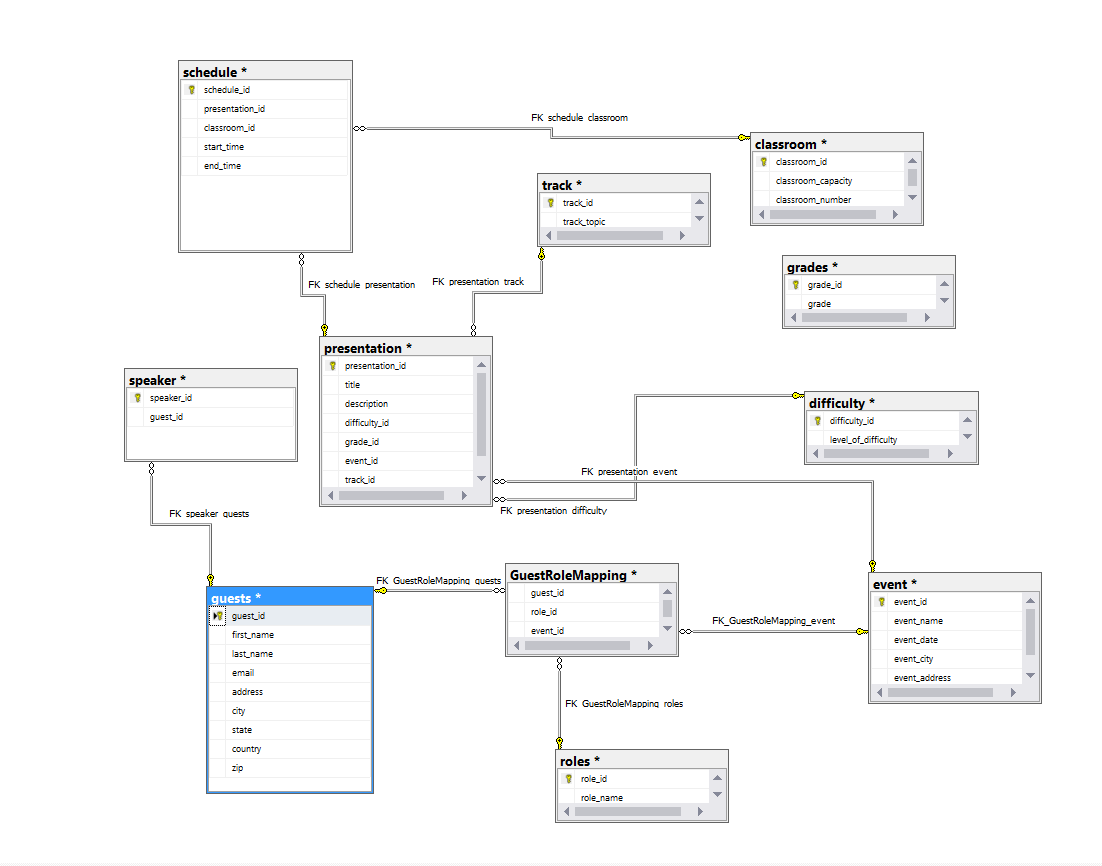 schedule *
schedule_id
presentation_id
classroom_id
start_time
end_time
FK_schedule_classroom
classroom *
classroom_id
classroom_capacity
classroom_number
track *
track_id
track_topic
grades *
grade_id
grade
FK_schedule_presentation
FK_presentation_track
presentation *
presentation_id
title
description
difficulty_id
grade_id
event_id
track_id
speaker *
speaker_id
guest_id
difficulty *
difficulty_id
level_of_difficulty
FK_presentation_event
FK_presentation_difficulty
FK_speaker_guests
FK_GuestRoleMapping_guests
GuestRoleMapping *
guest_id
role_id
event_id
FK_GuestRoleMapping_event
event *
event_id
event_name
event_date
event_city
event_address
guests *
guest_id
first_name
last_name
email
address
city
state
country
zip
FK_GuestRoleMapping_roles
roles *
role_id
role_name